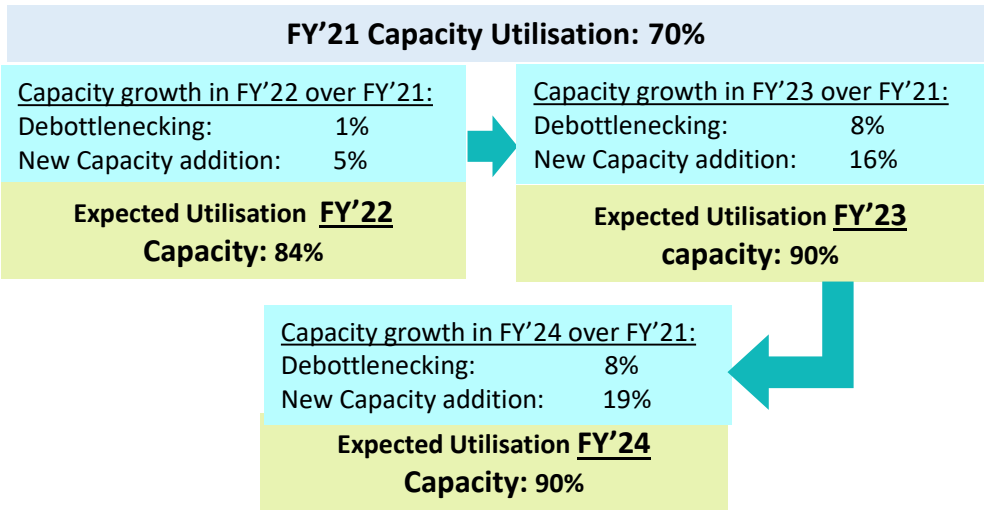 FY’21 Capacity Utilisation: 70%
Capacity growth in FY’22 over FY’21:
Debottlenecking: 1%
New Capacity addition: 5%
Expected Utilisation FY’22
Capacity: 84%
Capacity growth in FY’23 over FY’21:
Debottlenecking: 8%
New Capacity addition: 16%
Expected Utilisation FY’23
capacity: 90%
Capacity growth in FY’24 over FY’21:
Debottlenecking: 8%
New Capacity addition: 19%
Expected Utilisation FY’24
Capacity: 90%